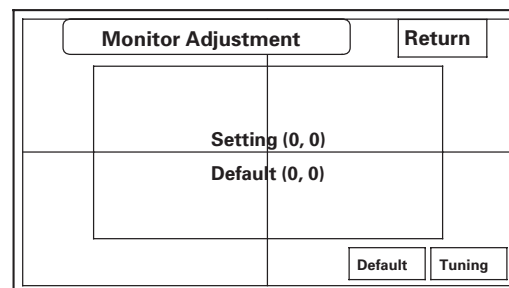 Monitor Adjustment
Return
Setting (0, 0)
Default (0, 0)
Default
Tuning